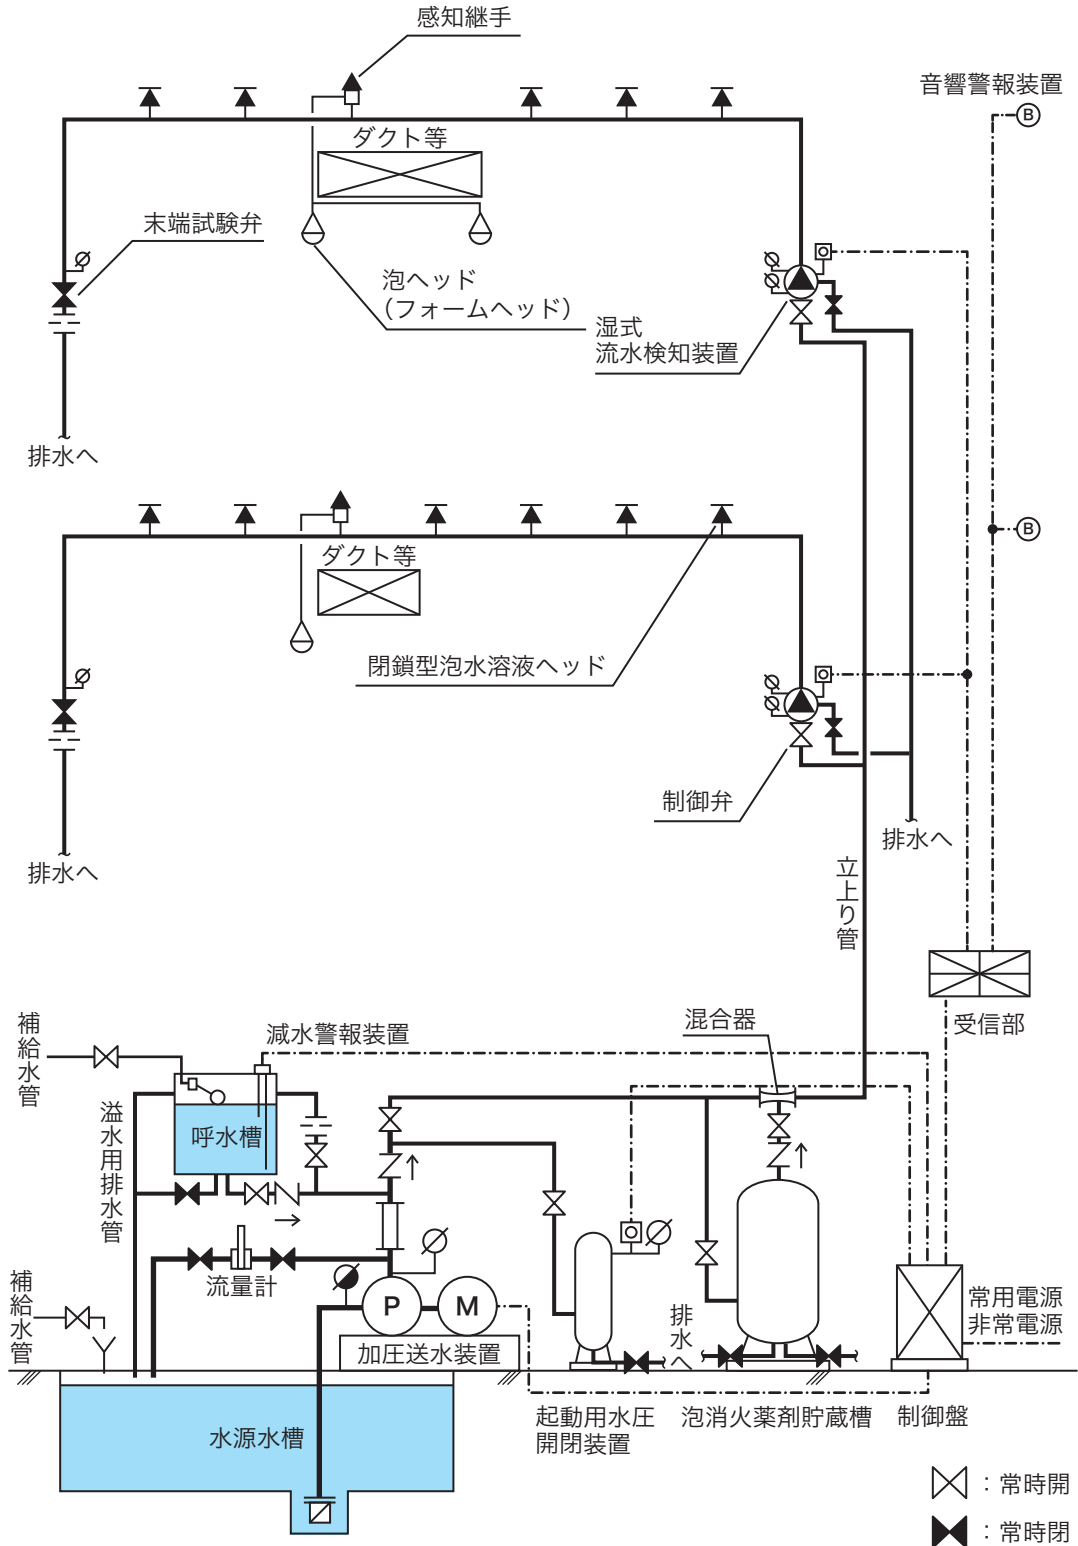 感知継手
音響警報装置
B
ダクト等
末端試験弁
泡ヘッド
（フォームヘッド）
湿式
流水検知装置
排水へ
B
ダクト等
閉鎖型泡水溶液ヘッド
制御弁
排水へ
排水へ
立上り管
受信部
補給水管
減水警報装置
混合器
溢水用排水管
呼水槽
流量計
補給水管
P
M
加圧送水装置
排水へ
常用電源
非常電源
水源水槽
起動用水圧
開閉装置
泡消火薬剤貯蔵槽
制御盤
：常時開
：常時閉